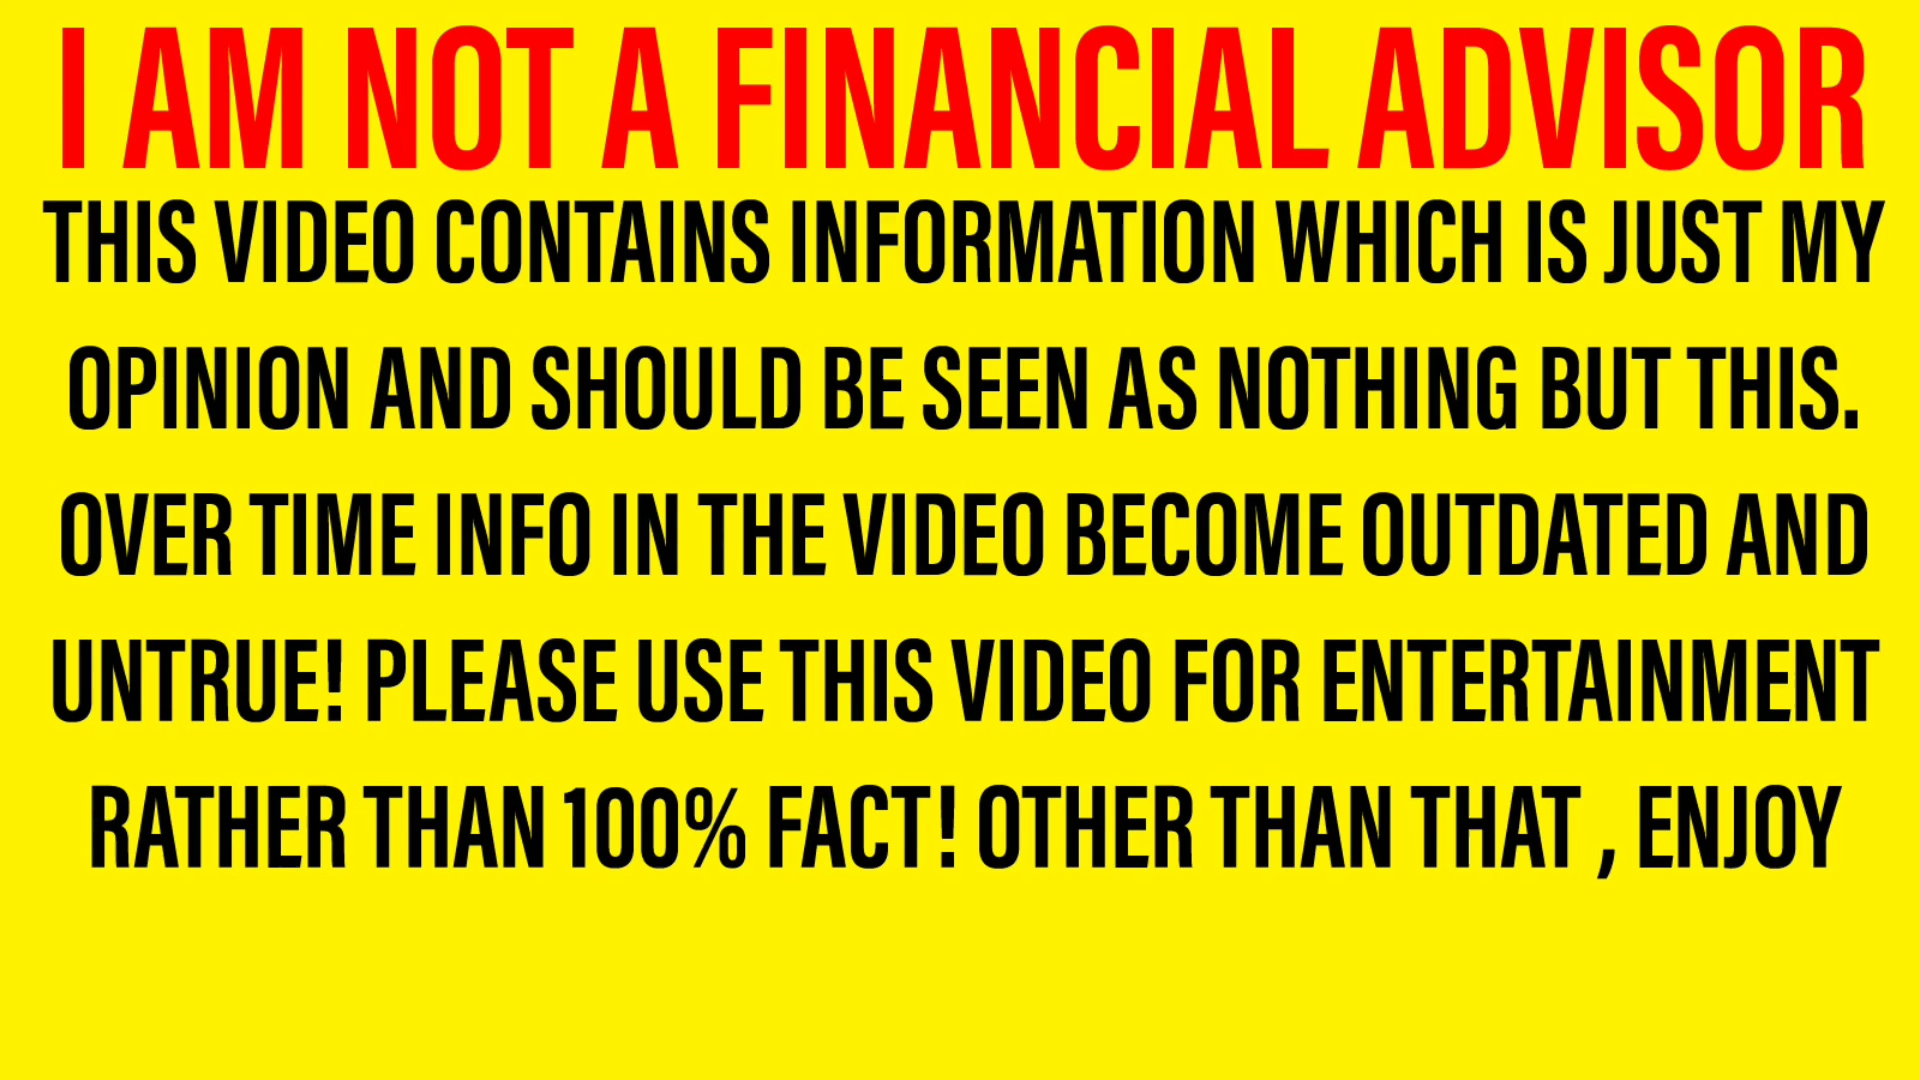 I AM NOT A FINANCIAL ADVISOR
THIS VIDEO CONTAINS INFORMATION WHICH IS JUST MY
OPINION AND SHOULD BE SEEN AS NOTHING BUT THIS.
OVER TIME INFO IN THE VIDEO BECOME OUTDATED AND
UNTRUE! PLEASE USE THIS VIDEO FOR ENTERTAINMENT
RATHER THAN 100% FACT! OTHER THAN THAT , ENJOY